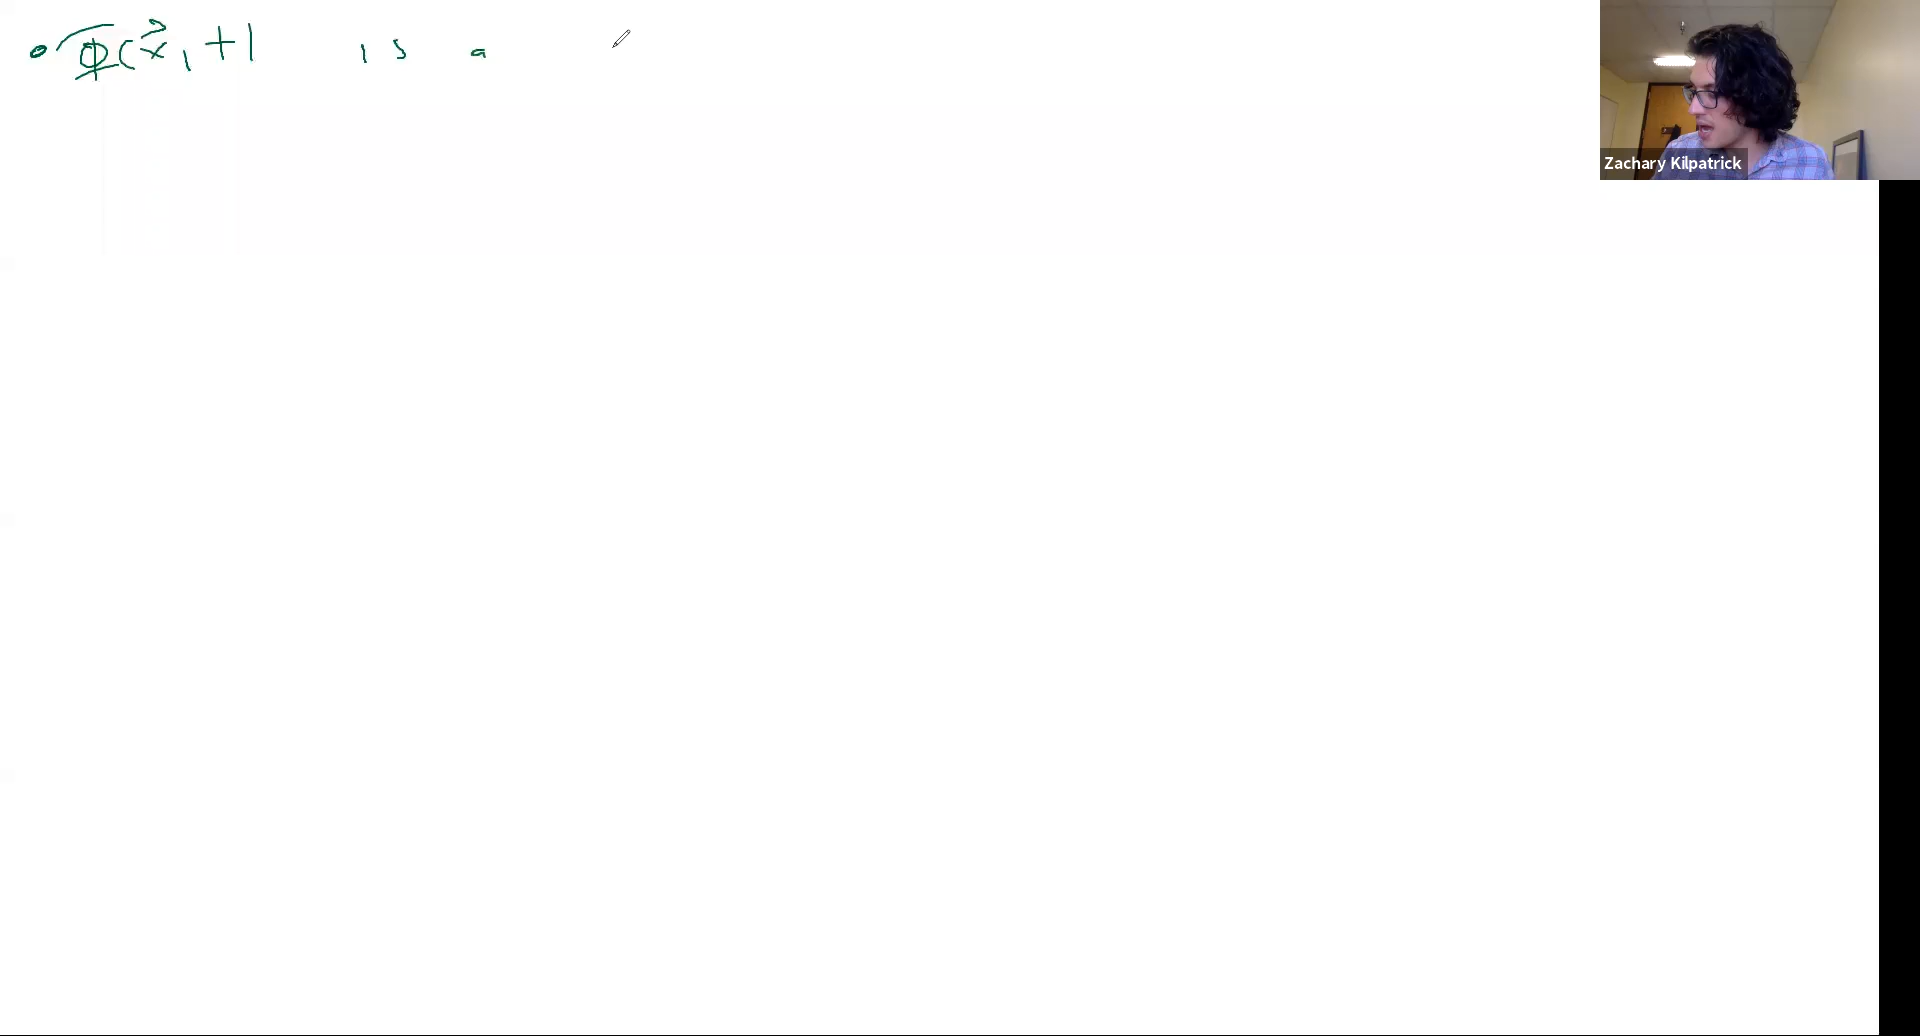 • Φ(x⃗, t) is a
Zachary Kilpatrick